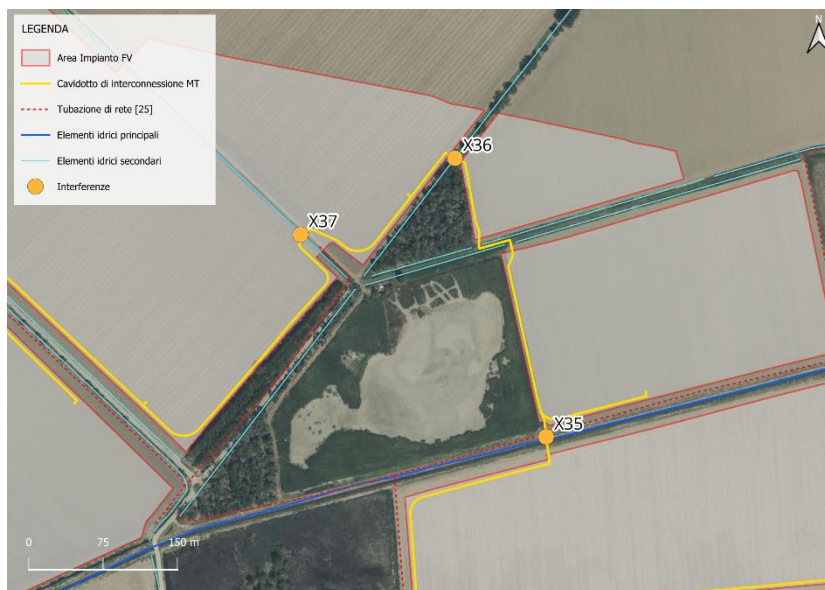 LEGENDA
Area Impianto FV
Cavidotto di interconnessione MT
Tubazione di rete [25]
Elementi idrici principali
Elementi idrici secondari
Interferenze
N
X36
X37
X35
0 75 150 m